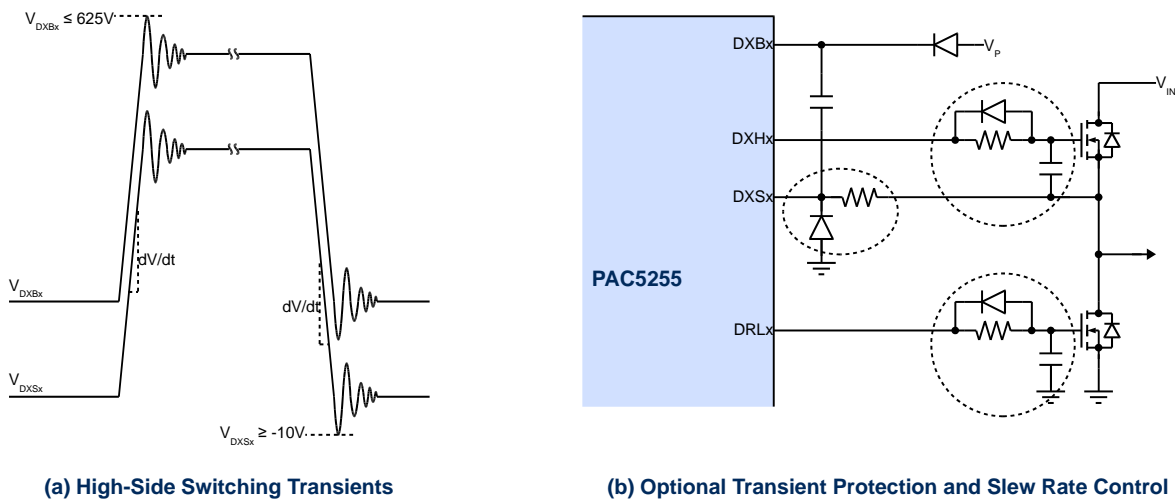 V_DXBx ≤ 625V
dV/dt
V_DXBx
dV/dt
V_DXSx
V_DXSx ≥ -10V
(a) High-Side Switching Transients
DXBx
V_P
V_IN
DXHx
DXSx
PAC5255
DRLx
(b) Optional Transient Protection and Slew Rate Control